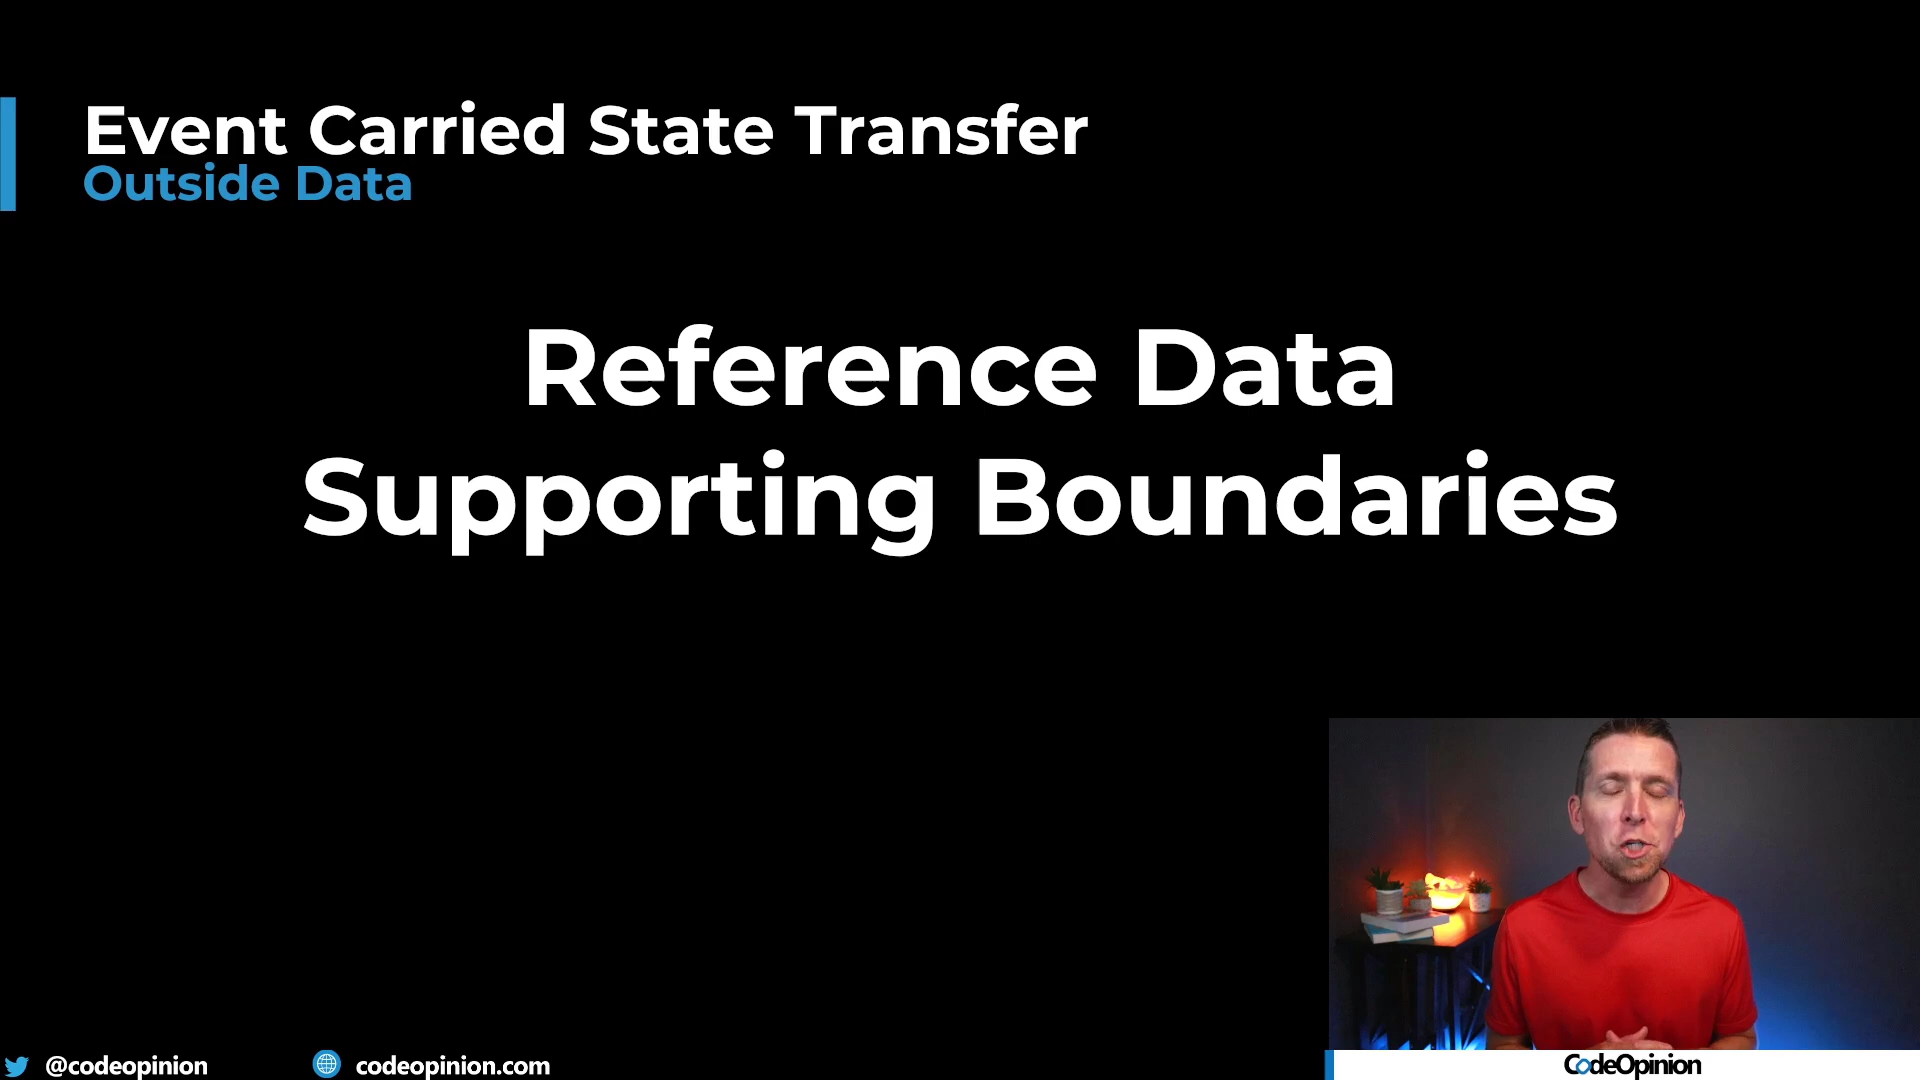 Event Carried State Transfer
Outside Data
Reference Data
Supporting Boundaries
@codeopinion
codeopinion.com
CodeOpinion